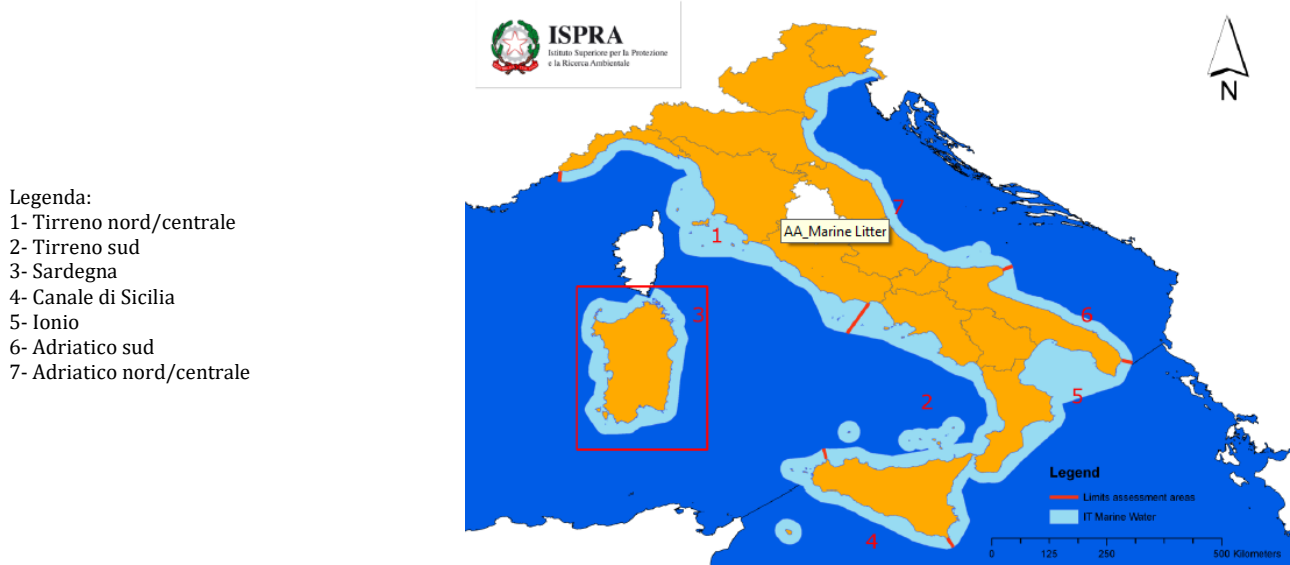 ISPRA
Istituto Superiore per la Protezione
e la Ricerca Ambientale
N
Legenda:
1- Tirreno nord/centrale
2- Tirreno sud
3- Sardegna
4- Canale di Sicilia
5- Ionio
6- Adriatico sud
7- Adriatico nord/centrale
7
1
AA_Marine Litter
3
6
5
2
4
Legend
Limits assessment areas
IT Marine Water
0 125 250 500 Kilometers